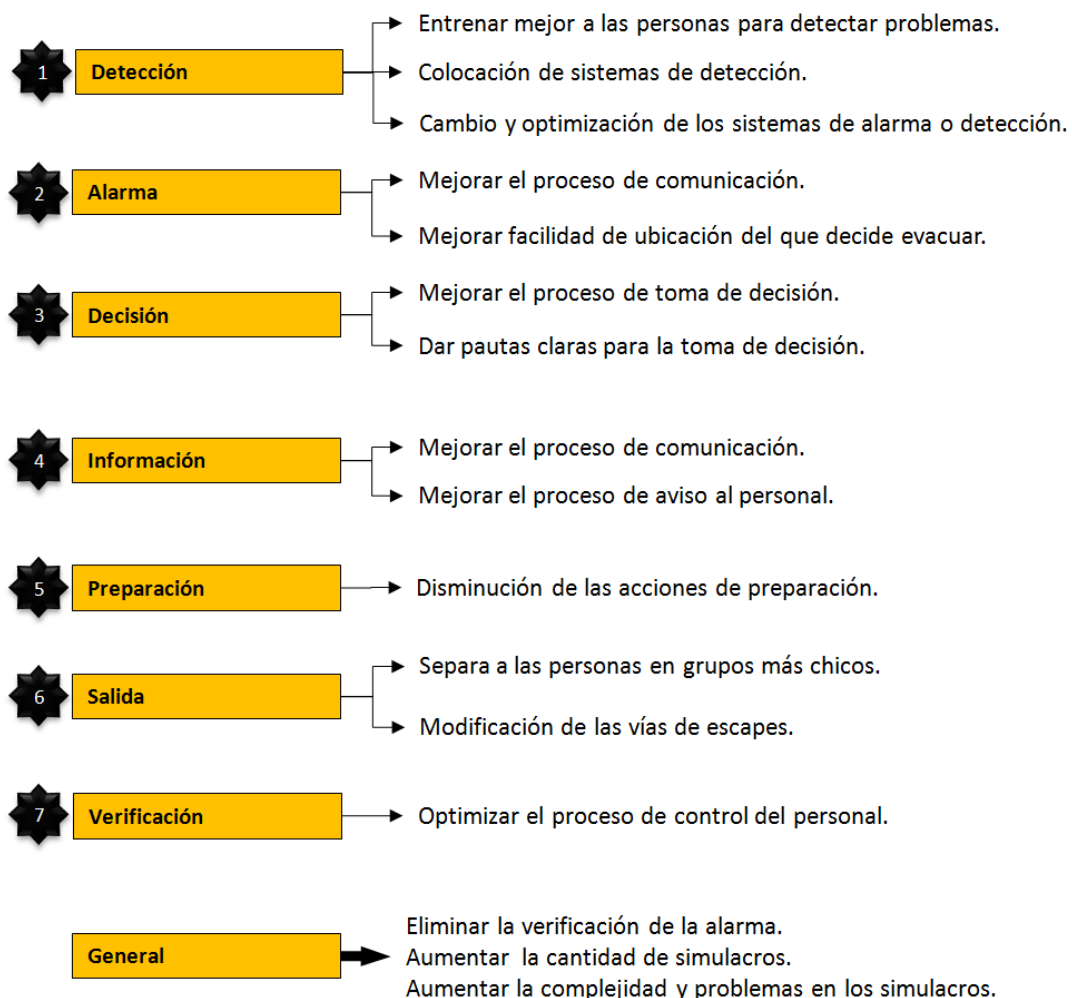 Entrenar mejor a las personas para detectar problemas.
1 Detección
Colocación de sistemas de detección.
Cambio y optimización de los sistemas de alarma o detección.
2 Alarma
Mejorar el proceso de comunicación.
Mejorar facilidad de ubicación del que decide evacuar.
3 Decisión
Mejorar el proceso de toma de decisión.
Dar pautas claras para la toma de decisión.
4 Información
Mejorar el proceso de comunicación.
Mejorar el proceso de aviso al personal.
5 Preparación
Disminución de las acciones de preparación.
6 Salida
Separa a las personas en grupos más chicos.
Modificación de las vías de escapes.
7 Verificación
Optimizar el proceso de control del personal.
General
Eliminar la verificación de la alarma.
Aumentar la cantidad de simulacros.
Aumentar la complejidad y problemas en los simulacros.